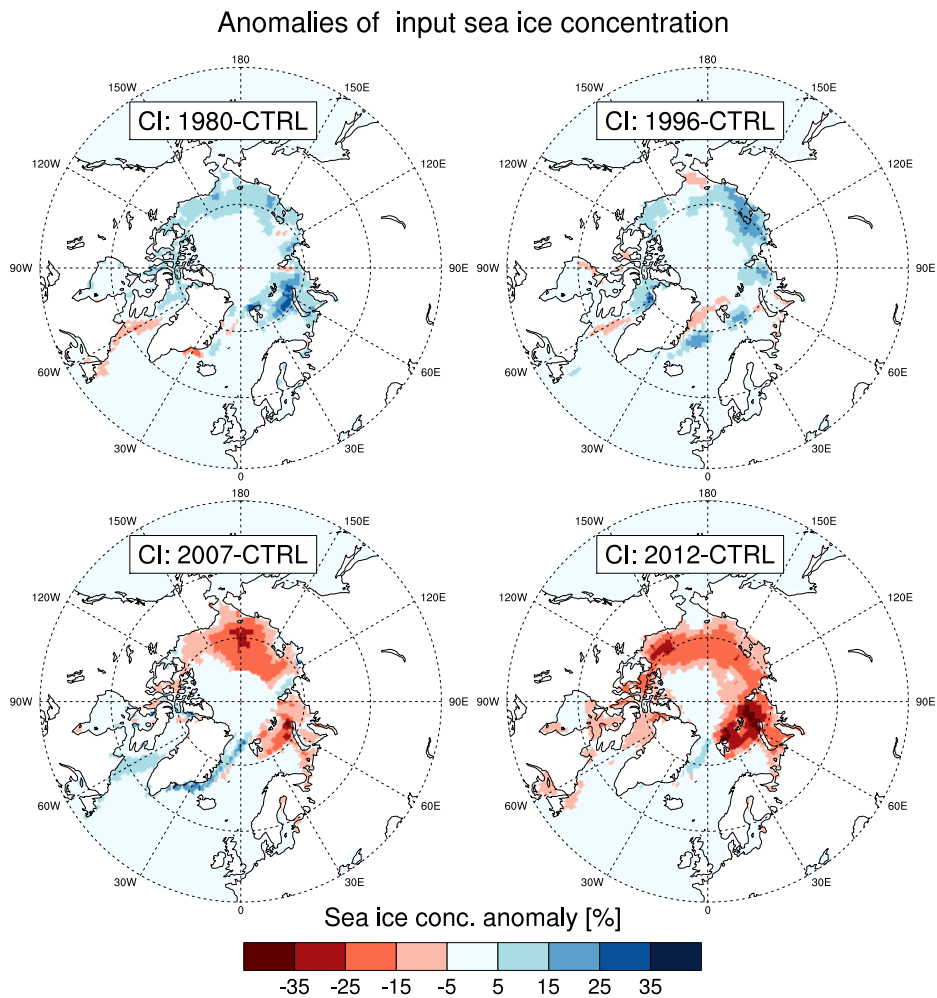 Anomalies of input sea ice concentration
180 180
150W 150E 150W 150E
CI: 1980-CTRL CI: 1996-CTRL
120W 120E 120W 120E
90W 90E 90W 90E
60W 60E 60W 60E
30W 30E 30W 30E
0 0
180 180
150W 150E 150W 150E
CI: 2007-CTRL CI: 2012-CTRL
120W 120E 120W 120E
90W 90E 90W 90E
60W 60E 60W 60E
30W 30E 30W 30E
0 0
Sea ice conc. anomaly [%]
-35 -25 -15 -5 5 15 25 35